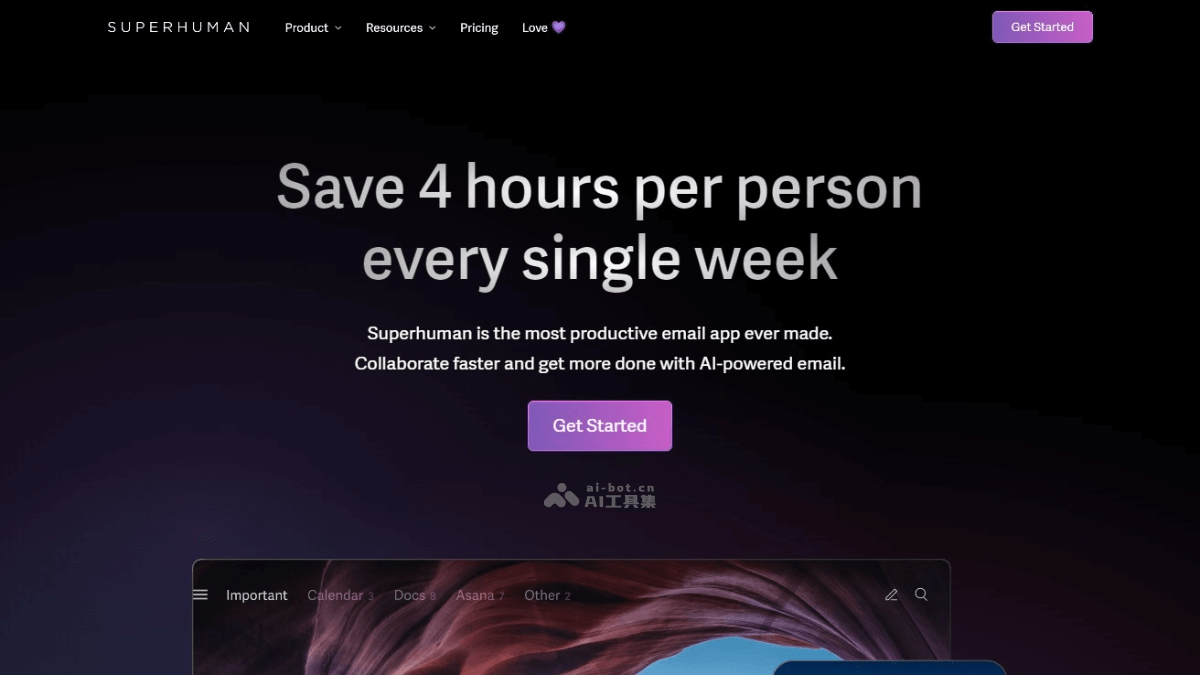 SUPERHUMAN Product Resources Pricing Love 💜 Get Started
Save 4 hours per person
every single week
Superhuman is the most productive email app ever made.
Collaborate faster and get more done with AI-powered email.
Get Started
ai-bot.cn
AI工具集
Important Calendar 3 Docs 8 Asana 7 Other 2